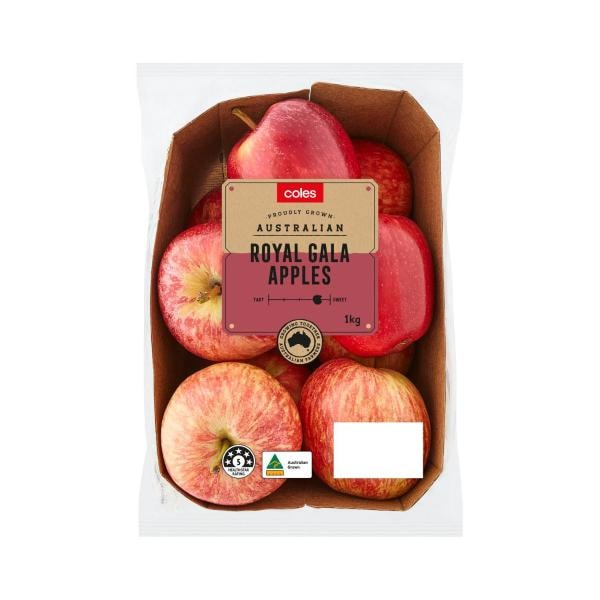 coles
· PROUDLY GROWN ·
AUSTRALIAN
ROYAL GALA
APPLES
TART SWEET
1kg
GROWING TOGETHER
AUSTRALIAN FARMERS
5
HEALTH STAR
RATING
Australian
Grown